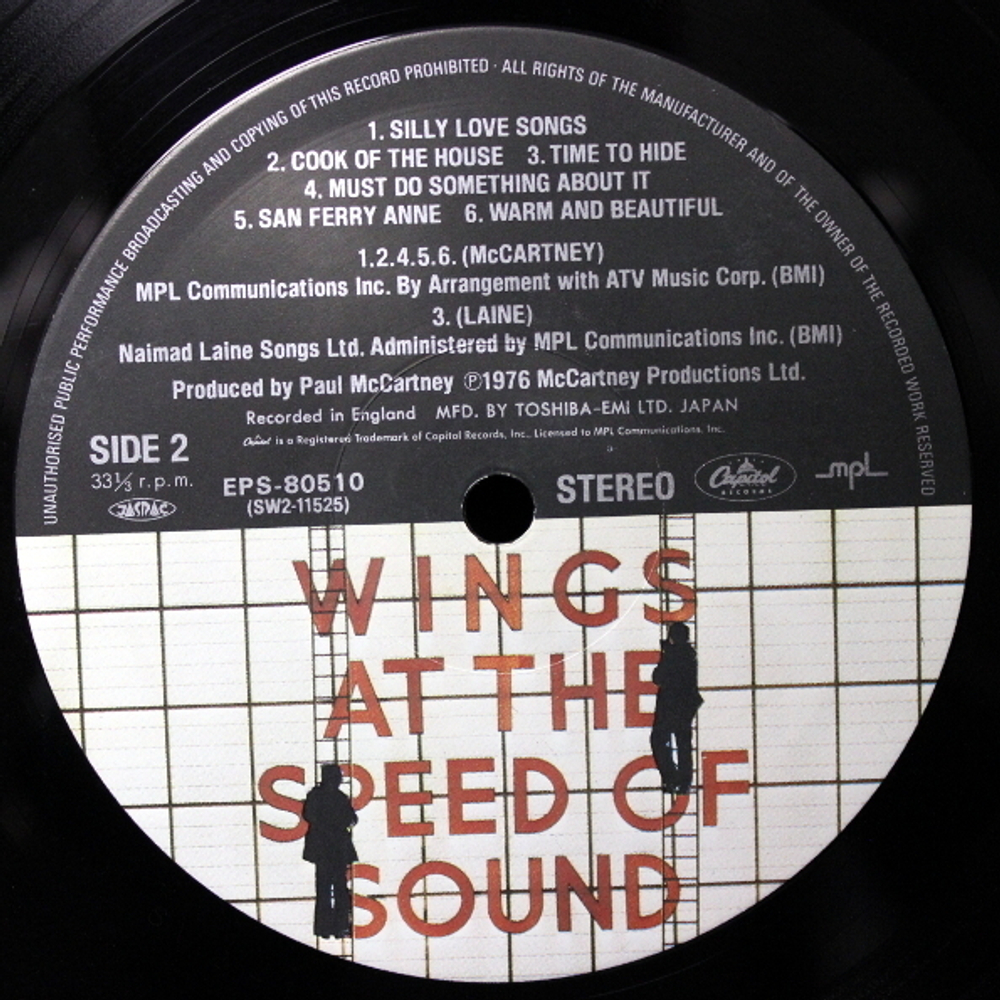 UNAUTHORISED PUBLIC PERFORMANCE BROADCASTING AND COPYING OF THIS RECORD PROHIBITED · ALL RIGHTS OF THE MANUFACTURER AND OF THE OWNER OF THE RECORDED WORK RESERVED
1. SILLY LOVE SONGS
2. COOK OF THE HOUSE 3. TIME TO HIDE
4. MUST DO SOMETHING ABOUT IT
5. SAN FERRY ANNE 6. WARM AND BEAUTIFUL
1.2.4.5.6. (McCARTNEY)
MPL Communications Inc. By Arrangement with ATV Music Corp. (BMI)
3. (LAINE)
Naimad Laine Songs Ltd. Administered by MPL Communications Inc. (BMI)
Produced by Paul McCartney ℗1976 McCartney Productions Ltd.
Recorded in England MFD. BY TOSHIBA-EMI LTD. JAPAN
Capitol is a Registered Trademark of Capitol Records, Inc., Licensed to MPL Communications, Inc.
SIDE 2
33⅓ r.p.m.
JASRAC
EPS-80510
(SW2-11525)
STEREO
Capitol
RECORDS
mpl
WINGS
AT THE
SPEED OF
SOUND